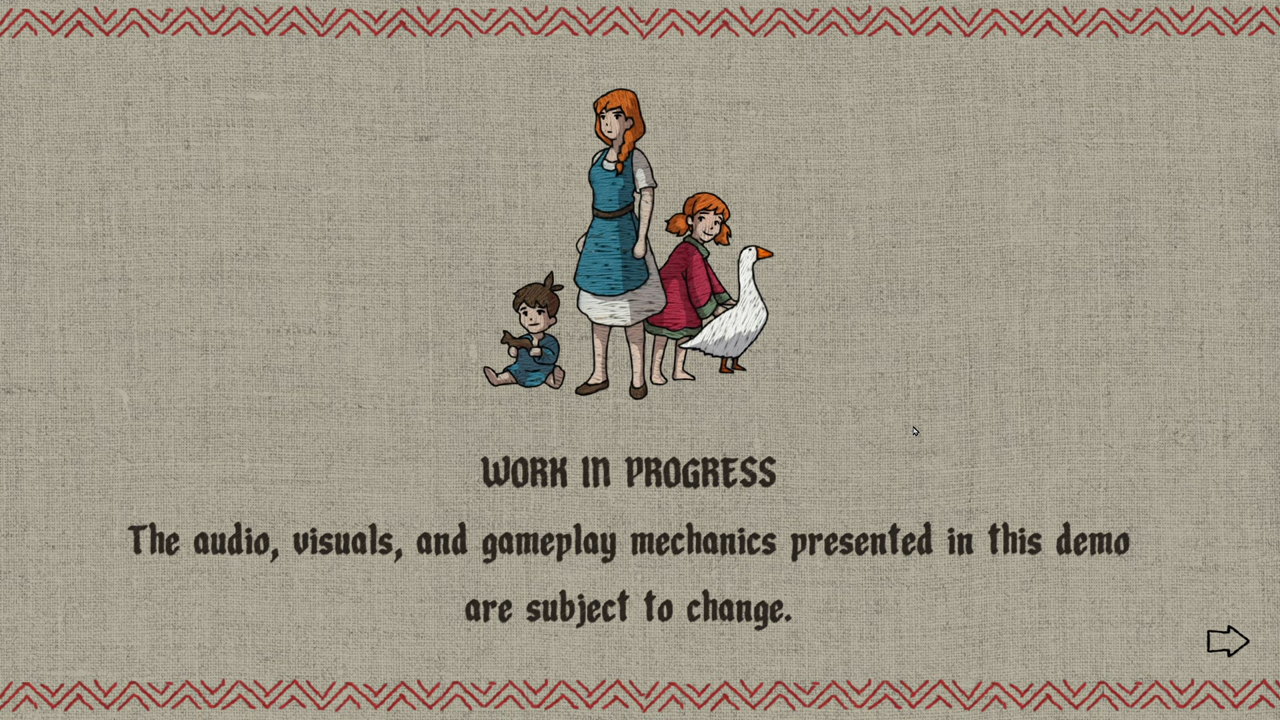 WORK IN PROGRESS
The audio, visuals, and gameplay mechanics presented in this demo
are subject to change.